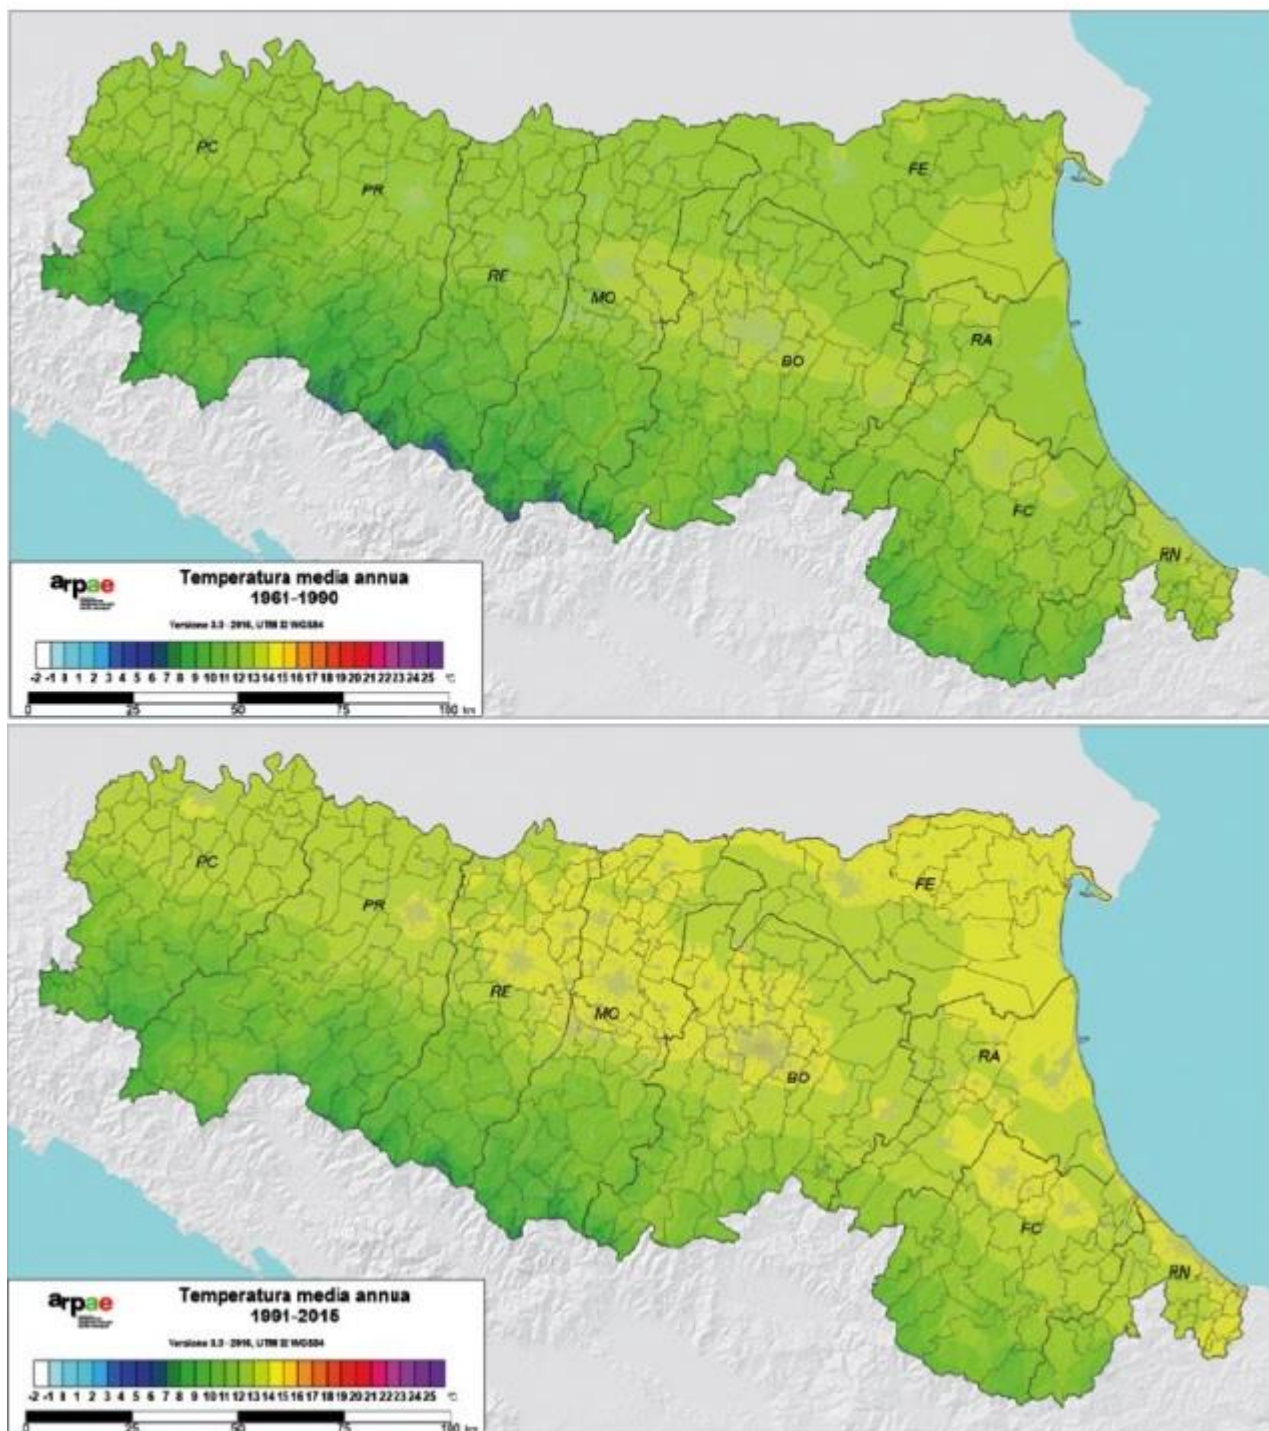 PC
PR
RE
MO
BO
FE
RA
FC
RN
arpae
Temperatura media annua
1961-1990
-2 -1 0 1 2 3 4 5 6 7 8 9 10 11 12 13 14 15 16 17 18 19 20 21 22 23 24 25 °C
0 25 50 75 100 km
PC
PR
RE
MO
BO
FE
RA
FC
RN
arpae
Temperatura media annua
1991-2015
-2 -1 0 1 2 3 4 5 6 7 8 9 10 11 12 13 14 15 16 17 18 19 20 21 22 23 24 25 °C
0 25 50 75 100 km